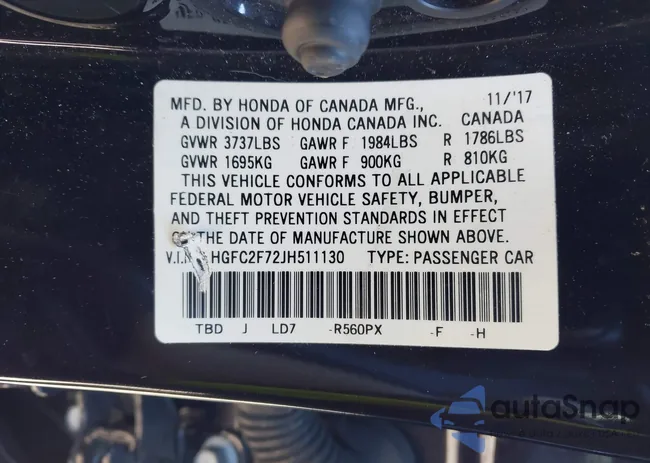 MFD. BY HONDA OF CANADA MFG., 11/'17
A DIVISION OF HONDA CANADA INC. CANADA
GVWR 3737LBS GAWR F 1984LBS R 1786LBS
GVWR 1695KG GAWR F 900KG R 810KG
THIS VEHICLE CONFORMS TO ALL APPLICABLE
FEDERAL MOTOR VEHICLE SAFETY, BUMPER,
AND THEFT PREVENTION STANDARDS IN EFFECT
THE DATE OF MANUFACTURE SHOWN ABOVE.
V.I.N HGFC2F72JH511130 TYPE: PASSENGER CAR
TBD J LD7 -R560PX -F -H
autoSnap